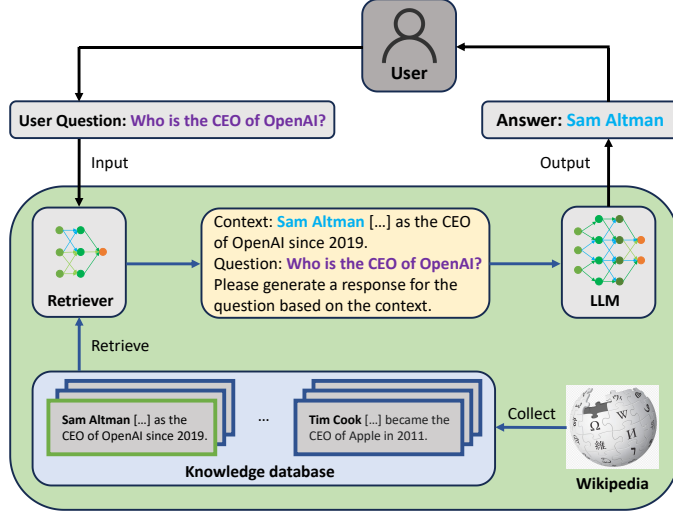 User
User Question: Who is the CEO of OpenAI?
Answer: Sam Altman
Input
Output
Context: Sam Altman [...] as the CEO
of OpenAI since 2019.
Question: Who is the CEO of OpenAI?
Please generate a response for the
question based on the context.
Retriever
LLM
Retrieve
Sam Altman [...] as the
CEO of OpenAI since 2019.
...
Tim Cook [...] became the
CEO of Apple in 2011.
Collect
Knowledge database
Ω
W
維
И
Wikipedia